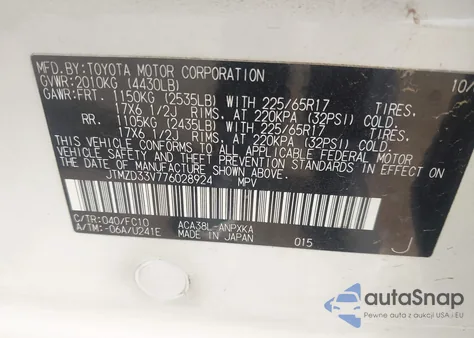 MFD. BY: TOYOTA MOTOR CORPORATION 10/
GVWR: 2010KG (4430LB)
GAWR: FRT. 1150KG (2535LB) WITH 225/65R17 TIRES.
17X6 1/2J RIMS. AT 220KPA (32PSI) COLD.
RR. 1105KG (2435LB) WITH 225/65R17 TIRES.
17X6 1/2J RIMS. AT 220KPA (32PSI) COLD.
THIS VEHICLE CONFORMS TO ALL APPLICABLE FEDERAL
MOTOR VEHICLE SAFETY STANDARDS IN EFFECT ON
THE DATE OF MANUFACTURE SHOWN ABOVE.
JTMZD33V776028924 MPV
C/TR: 040/FC10 ACA38L-ANPXKA
A/TM: -06A/U241E MADE IN JAPAN 015 J
autoSnap
Pewne auta z aukcji USA i EU